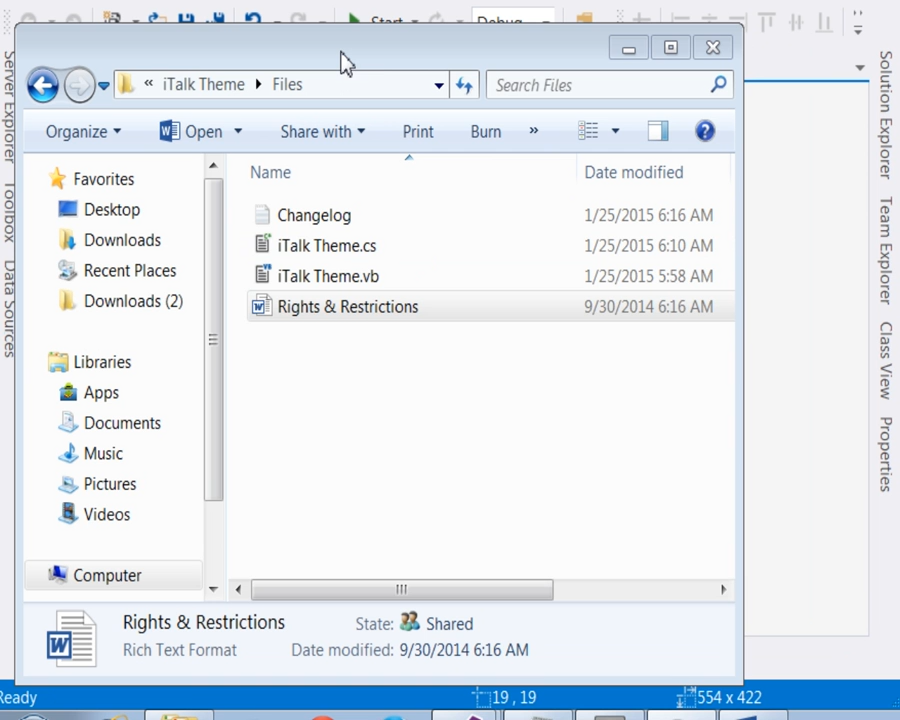 Start
Debug
« iTalk Theme Files
Search Files
Organize Open Share with Print Burn »
Name Date modified
Changelog 1/25/2015 6:16 AM
iTalk Theme.cs 1/25/2015 6:10 AM
iTalk Theme.vb 1/25/2015 5:58 AM
Rights & Restrictions 9/30/2014 6:16 AM
Favorites
Desktop
Downloads
Recent Places
Downloads (2)
Libraries
Apps
Documents
Music
Pictures
Videos
Computer
Rights & Restrictions State: Shared
Rich Text Format Date modified: 9/30/2014 6:16 AM
Server Explorer
Toolbox
Data Sources
Solution Explorer
Team Explorer
Class View
Properties
Ready 19 , 19 554 x 422